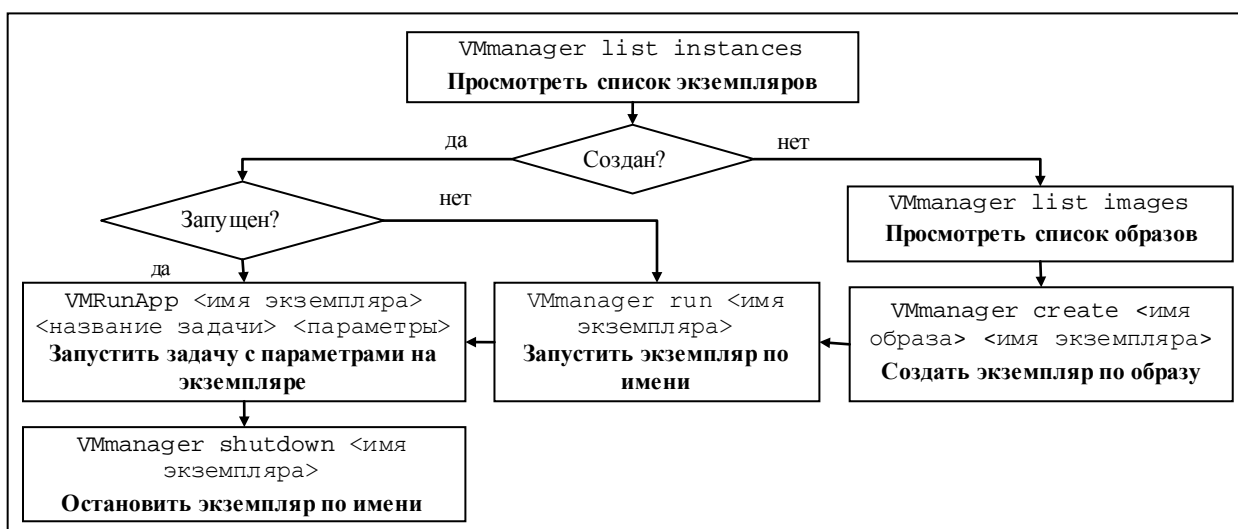 VMmanager list instances
Просмотреть список экземпляров
да
Создан?
нет
Запущен?
нет
VMmanager list images
Просмотреть список образов
да
VMRunApp <имя экземпляра>
<название задачи> <параметры>
Запустить задачу с параметрами на
экземпляре
VMmanager run <имя
экземпляра>
Запустить экземпляр по
имени
VMmanager create <имя
образа> <имя экземпляра>
Создать экземпляр по образу
VMmanager shutdown <имя
экземпляра>
Остановить экземпляр по имени